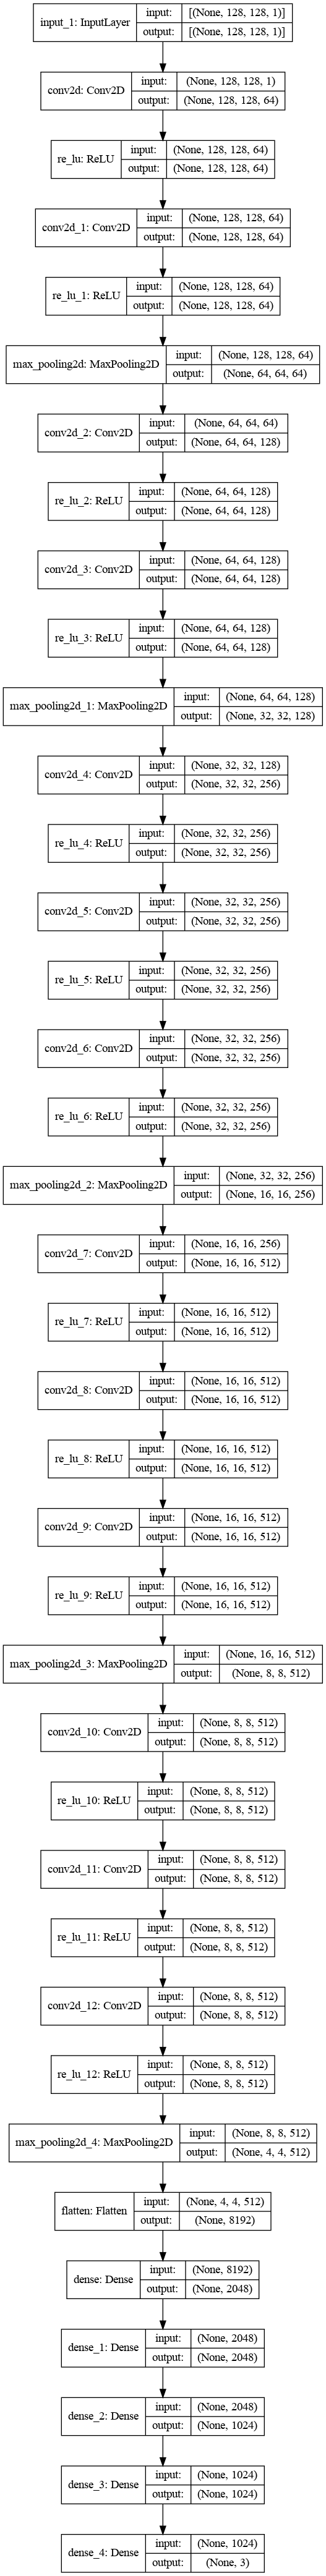 input_1: InputLayer input: [(None, 128, 128, 1)]
output: [(None, 128, 128, 1)]
conv2d: Conv2D input: (None, 128, 128, 1)
output: (None, 128, 128, 64)
re_lu: ReLU input: (None, 128, 128, 64)
output: (None, 128, 128, 64)
conv2d_1: Conv2D input: (None, 128, 128, 64)
output: (None, 128, 128, 64)
re_lu_1: ReLU input: (None, 128, 128, 64)
output: (None, 128, 128, 64)
max_pooling2d: MaxPooling2D input: (None, 128, 128, 64)
output: (None, 64, 64, 64)
conv2d_2: Conv2D input: (None, 64, 64, 64)
output: (None, 64, 64, 128)
re_lu_2: ReLU input: (None, 64, 64, 128)
output: (None, 64, 64, 128)
conv2d_3: Conv2D input: (None, 64, 64, 128)
output: (None, 64, 64, 128)
re_lu_3: ReLU input: (None, 64, 64, 128)
output: (None, 64, 64, 128)
max_pooling2d_1: MaxPooling2D input: (None, 64, 64, 128)
output: (None, 32, 32, 128)
conv2d_4: Conv2D input: (None, 32, 32, 128)
output: (None, 32, 32, 256)
re_lu_4: ReLU input: (None, 32, 32, 256)
output: (None, 32, 32, 256)
conv2d_5: Conv2D input: (None, 32, 32, 256)
output: (None, 32, 32, 256)
re_lu_5: ReLU input: (None, 32, 32, 256)
output: (None, 32, 32, 256)
conv2d_6: Conv2D input: (None, 32, 32, 256)
output: (None, 32, 32, 256)
re_lu_6: ReLU input: (None, 32, 32, 256)
output: (None, 32, 32, 256)
max_pooling2d_2: MaxPooling2D input: (None, 32, 32, 256)
output: (None, 16, 16, 256)
conv2d_7: Conv2D input: (None, 16, 16, 256)
output: (None, 16, 16, 512)
re_lu_7: ReLU input: (None, 16, 16, 512)
output: (None, 16, 16, 512)
conv2d_8: Conv2D input: (None, 16, 16, 512)
output: (None, 16, 16, 512)
re_lu_8: ReLU input: (None, 16, 16, 512)
output: (None, 16, 16, 512)
conv2d_9: Conv2D input: (None, 16, 16, 512)
output: (None, 16, 16, 512)
re_lu_9: ReLU input: (None, 16, 16, 512)
output: (None, 16, 16, 512)
max_pooling2d_3: MaxPooling2D input: (None, 16, 16, 512)
output: (None, 8, 8, 512)
conv2d_10: Conv2D input: (None, 8, 8, 512)
output: (None, 8, 8, 512)
re_lu_10: ReLU input: (None, 8, 8, 512)
output: (None, 8, 8, 512)
conv2d_11: Conv2D input: (None, 8, 8, 512)
output: (None, 8, 8, 512)
re_lu_11: ReLU input: (None, 8, 8, 512)
output: (None, 8, 8, 512)
conv2d_12: Conv2D input: (None, 8, 8, 512)
output: (None, 8, 8, 512)
re_lu_12: ReLU input: (None, 8, 8, 512)
output: (None, 8, 8, 512)
max_pooling2d_4: MaxPooling2D input: (None, 8, 8, 512)
output: (None, 4, 4, 512)
flatten: Flatten input: (None, 4, 4, 512)
output: (None, 8192)
dense: Dense input: (None, 8192)
output: (None, 2048)
dense_1: Dense input: (None, 2048)
output: (None, 2048)
dense_2: Dense input: (None, 2048)
output: (None, 1024)
dense_3: Dense input: (None, 1024)
output: (None, 1024)
dense_4: Dense input: (None, 1024)
output: (None, 3)